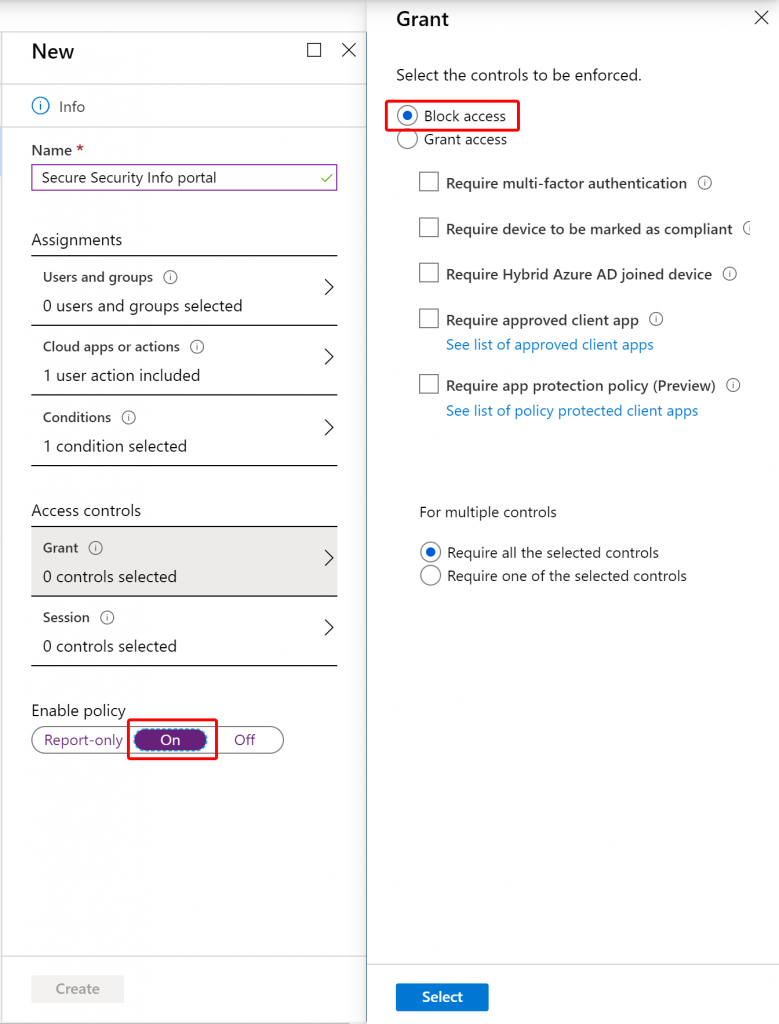 New
Info
Name *
Secure Security Info portal
Assignments
Users and groups
0 users and groups selected
Cloud apps or actions
1 user action included
Conditions
1 condition selected
Access controls
Grant
0 controls selected
Session
0 controls selected
Enable policy
Report-only On Off
Create
Grant
Select the controls to be enforced.
Block access
Grant access
Require multi-factor authentication
Require device to be marked as compliant
Require Hybrid Azure AD joined device
Require approved client app
See list of approved client apps
Require app protection policy (Preview)
See list of policy protected client apps
For multiple controls
Require all the selected controls
Require one of the selected controls
Select